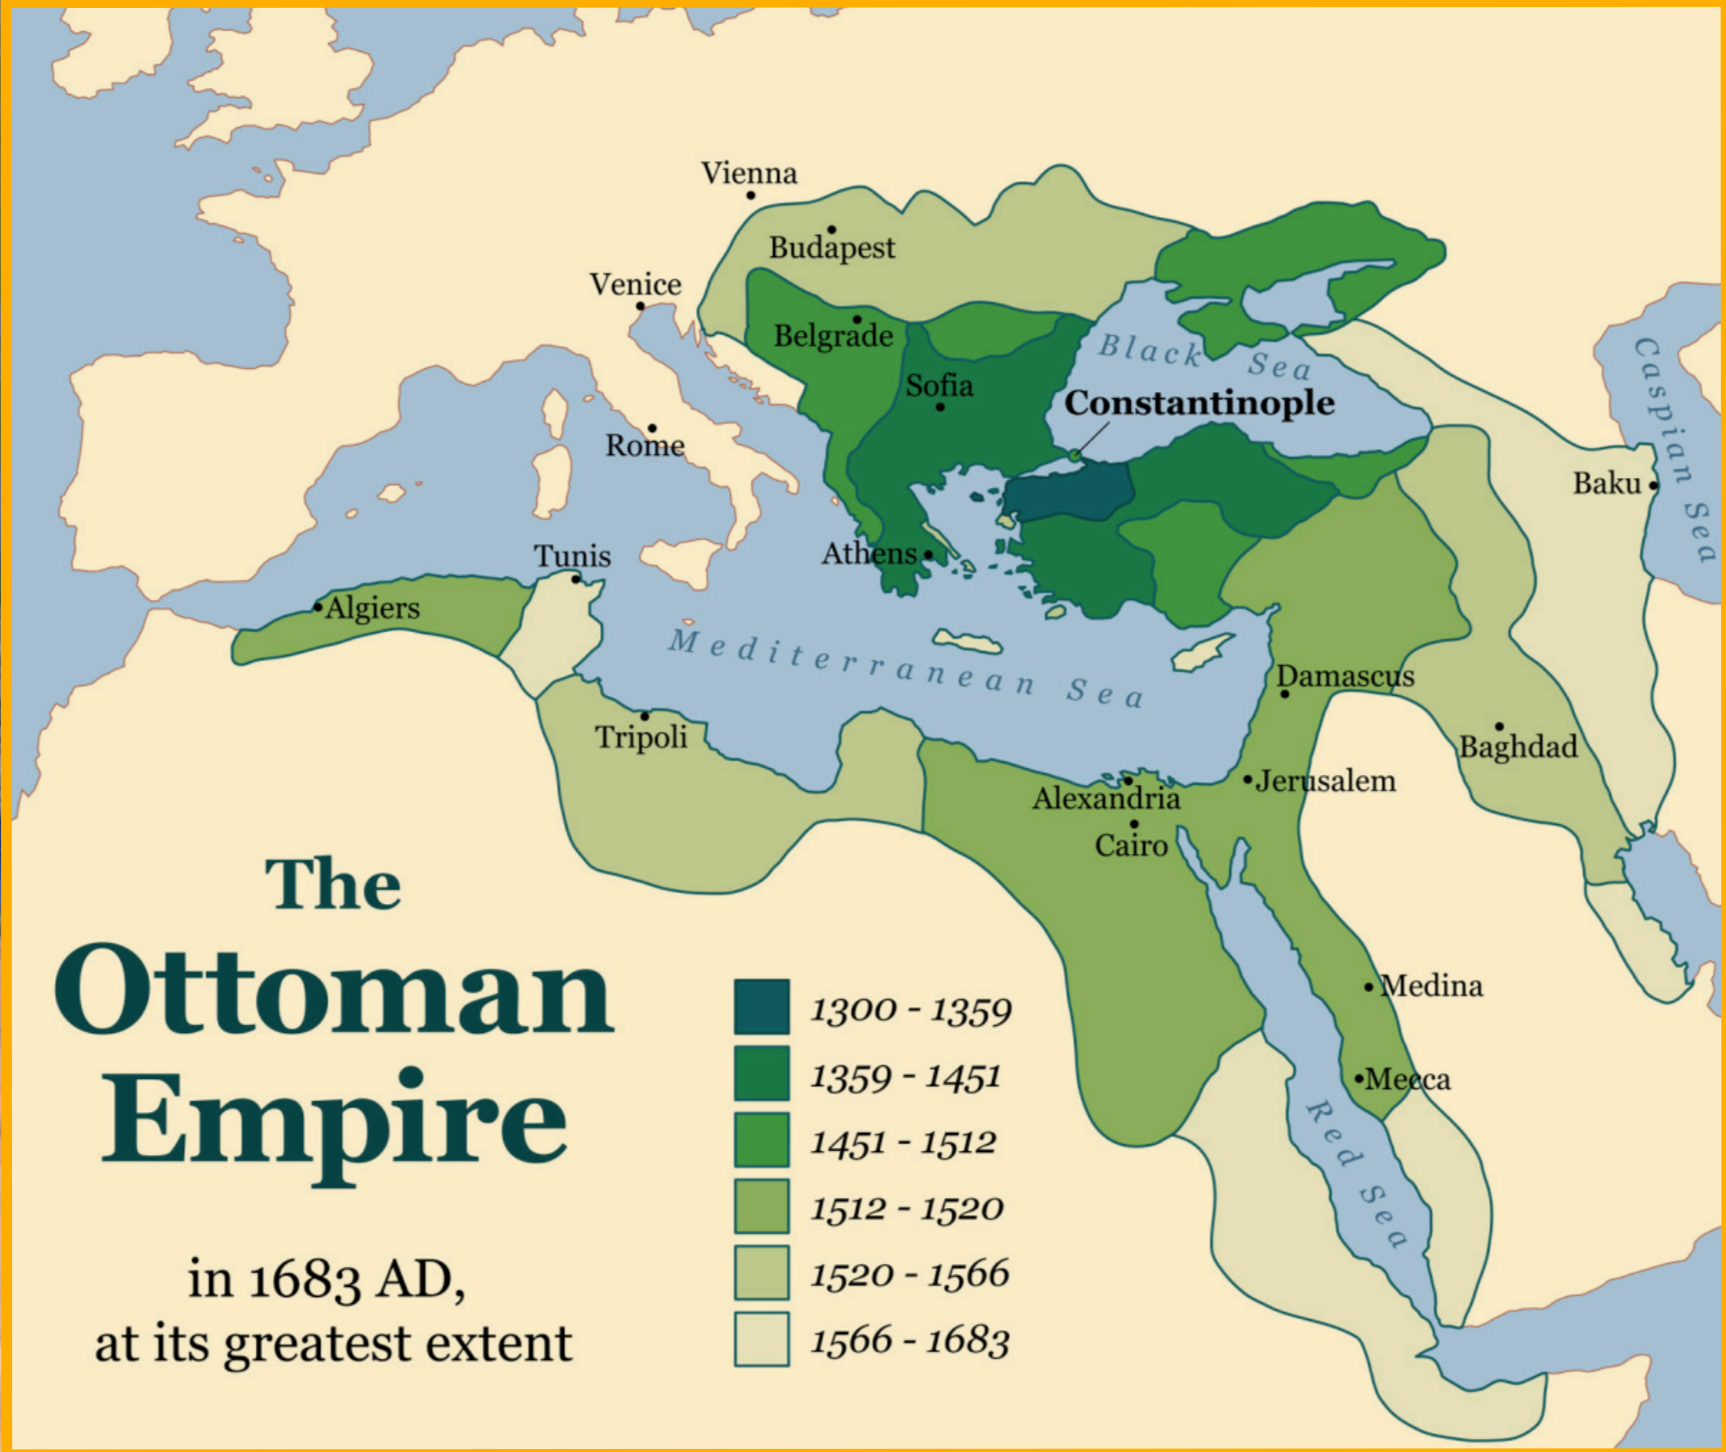 Vienna
Budapest
Venice
Belgrade
Black Sea
Caspian Sea
Sofia
Constantinople
Rome
Baku
Athens
Tunis
Algiers
Mediterranean Sea
Damascus
Tripoli
Baghdad
Jerusalem
Alexandria
Cairo
Medina
Mecca
Red Sea
The
Ottoman
Empire
in 1683 AD,
at its greatest extent
1300 - 1359
1359 - 1451
1451 - 1512
1512 - 1520
1520 - 1566
1566 - 1683